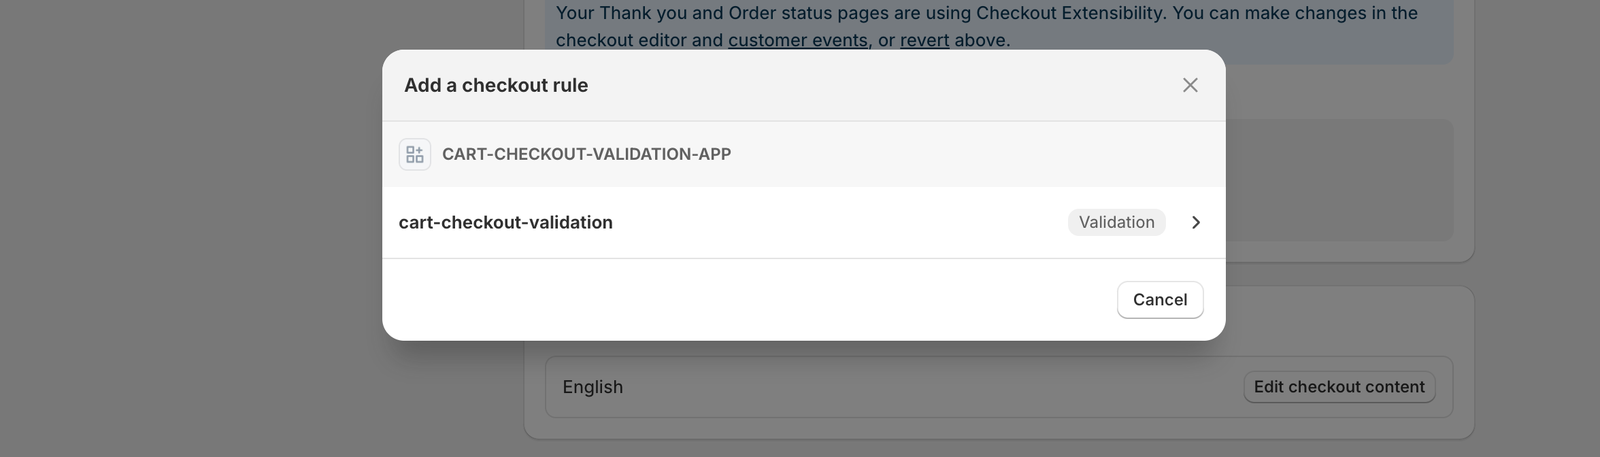 Your Thank you and Order status pages are using Checkout Extensibility. You can make changes in the
checkout editor and customer events, or revert above.
Add a checkout rule
CART-CHECKOUT-VALIDATION-APP
cart-checkout-validation
Validation
Cancel
English
Edit checkout content